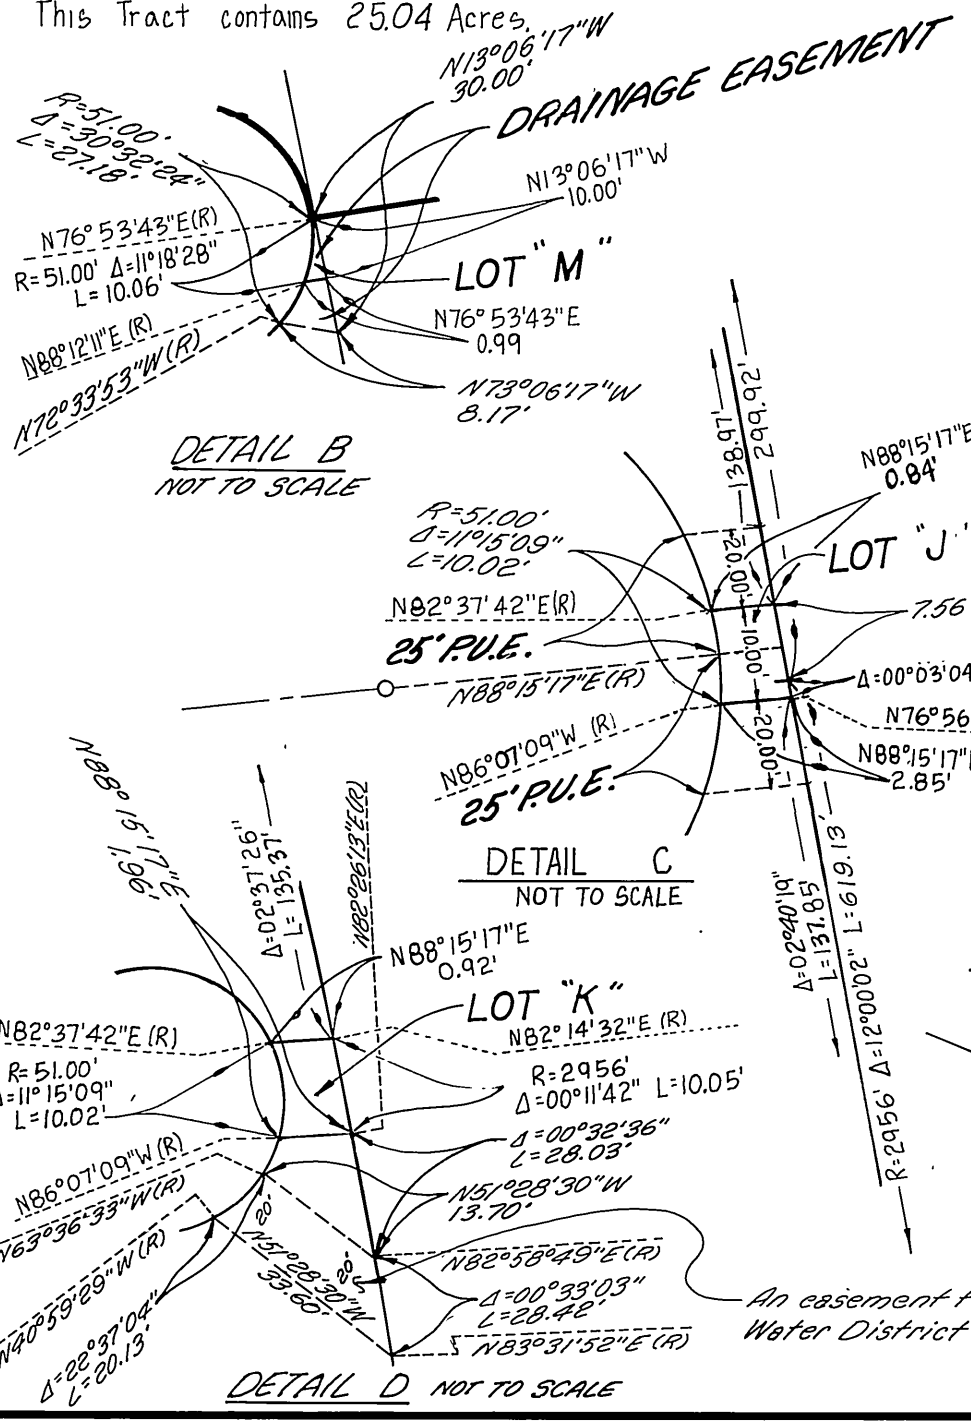 This Tract contains 25.04 Acres.
N13°06'17"W
30.00'
DRAINAGE EASEMENT
R=51.00'
Δ=30°32'24"
L=27.18'
N13°06'17"W
10.00'
N76°53'43"E(R)
R=51.00' Δ=11°18'28"
L=10.06'
LOT "M"
N76°53'43"E
0.99
N88°12'11"E (R)
N72°33'53"W(R)
N73°06'17"W
8.17'
DETAIL B
NOT TO SCALE
138.97'
299.92'
N88°15'17"E
0.84'
R=51.00'
Δ=11°15'09"
L=10.02'
20.00'
LOT "J"
N82°37'42"E(R)
7.56
25' P.U.E.
10.00'
N88°15'17"E(R)
Δ=00°03'04
N76°56
N86°07'09"W (R)
20.00'
N88°15'17"
2.85'
25' P.U.E.
DETAIL C
NOT TO SCALE
Δ=02°40'19"
L=137.85'
R=2956' Δ=12°00'02" L=619.13'
N88°15'17"E
1.96'
Δ=02°37'26"
L=135.37'
N82°26'13"E(R)
N88°15'17"E
0.92'
LOT "K"
N82°37'42"E (R)
N82°14'32"E (R)
R=51.00'
Δ=11°15'09"
L=10.02'
R=2956'
Δ=00°11'42" L=10.05'
Δ=00°32'36"
L=28.03'
N86°07'09"W (R)
N63°36'33"W(R)
N51°28'30"W
13.70'
20'
N51°28'30"W
33.60'
20'
N82°58'49"E(R)
N40°59'29"W(R)
Δ=00°33'03"
L=28.42'
An easement
Water District
Δ=22°37'04"
L=20.13'
N83°31'52"E (R)
DETAIL D NOT TO SCALE